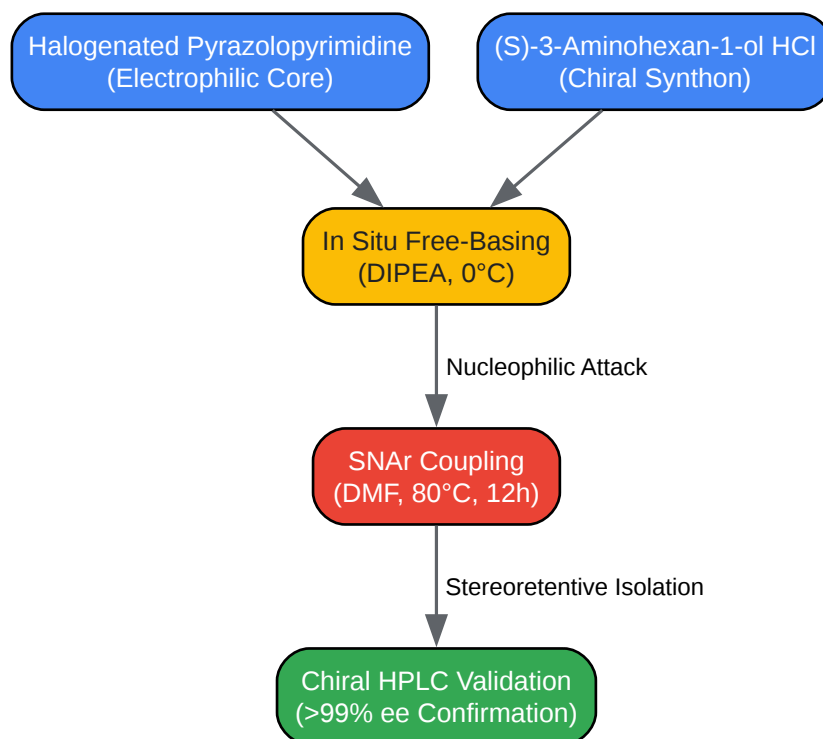 Halogenated Pyrazolopyrimidine
(Electrophilic Core)
(S)-3-Aminohexan-1-ol HCl
(Chiral Synthon)
In Situ Free-Basing
(DIPEA, 0°C)
Nucleophilic Attack
SNAr Coupling
(DMF, 80°C, 12h)
Stereoretentive Isolation
Chiral HPLC Validation
(>99% ee Confirmation)